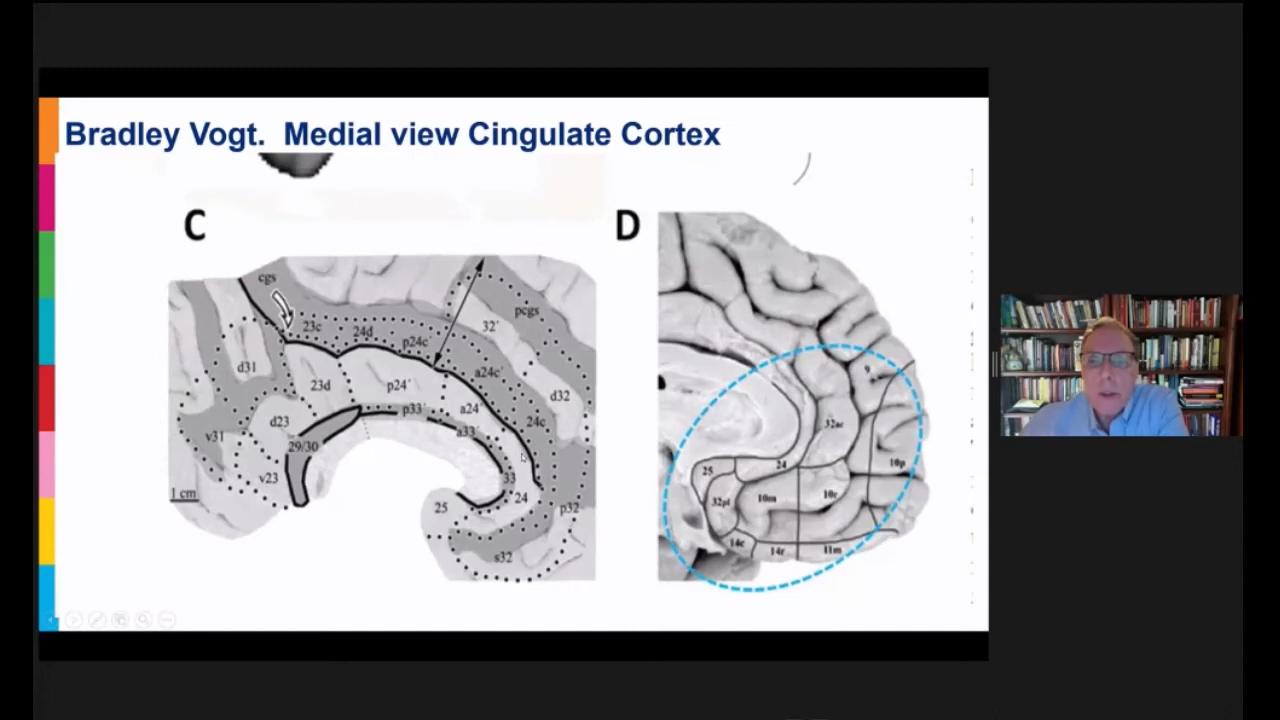 Bradley Vogt.  Medial view Cingulate Cortex
C
D
cgs
pcgs
23c
24d
p24c'
32'
d31
23d
p24'
a24c'
d32
v31
d23
p33'
a24'
a33'
24c
29/30
v23
33
24
1 cm
25
p32
s32
9
32ac
10p
25
24
32pl
10m
10r
14c
14r
11m